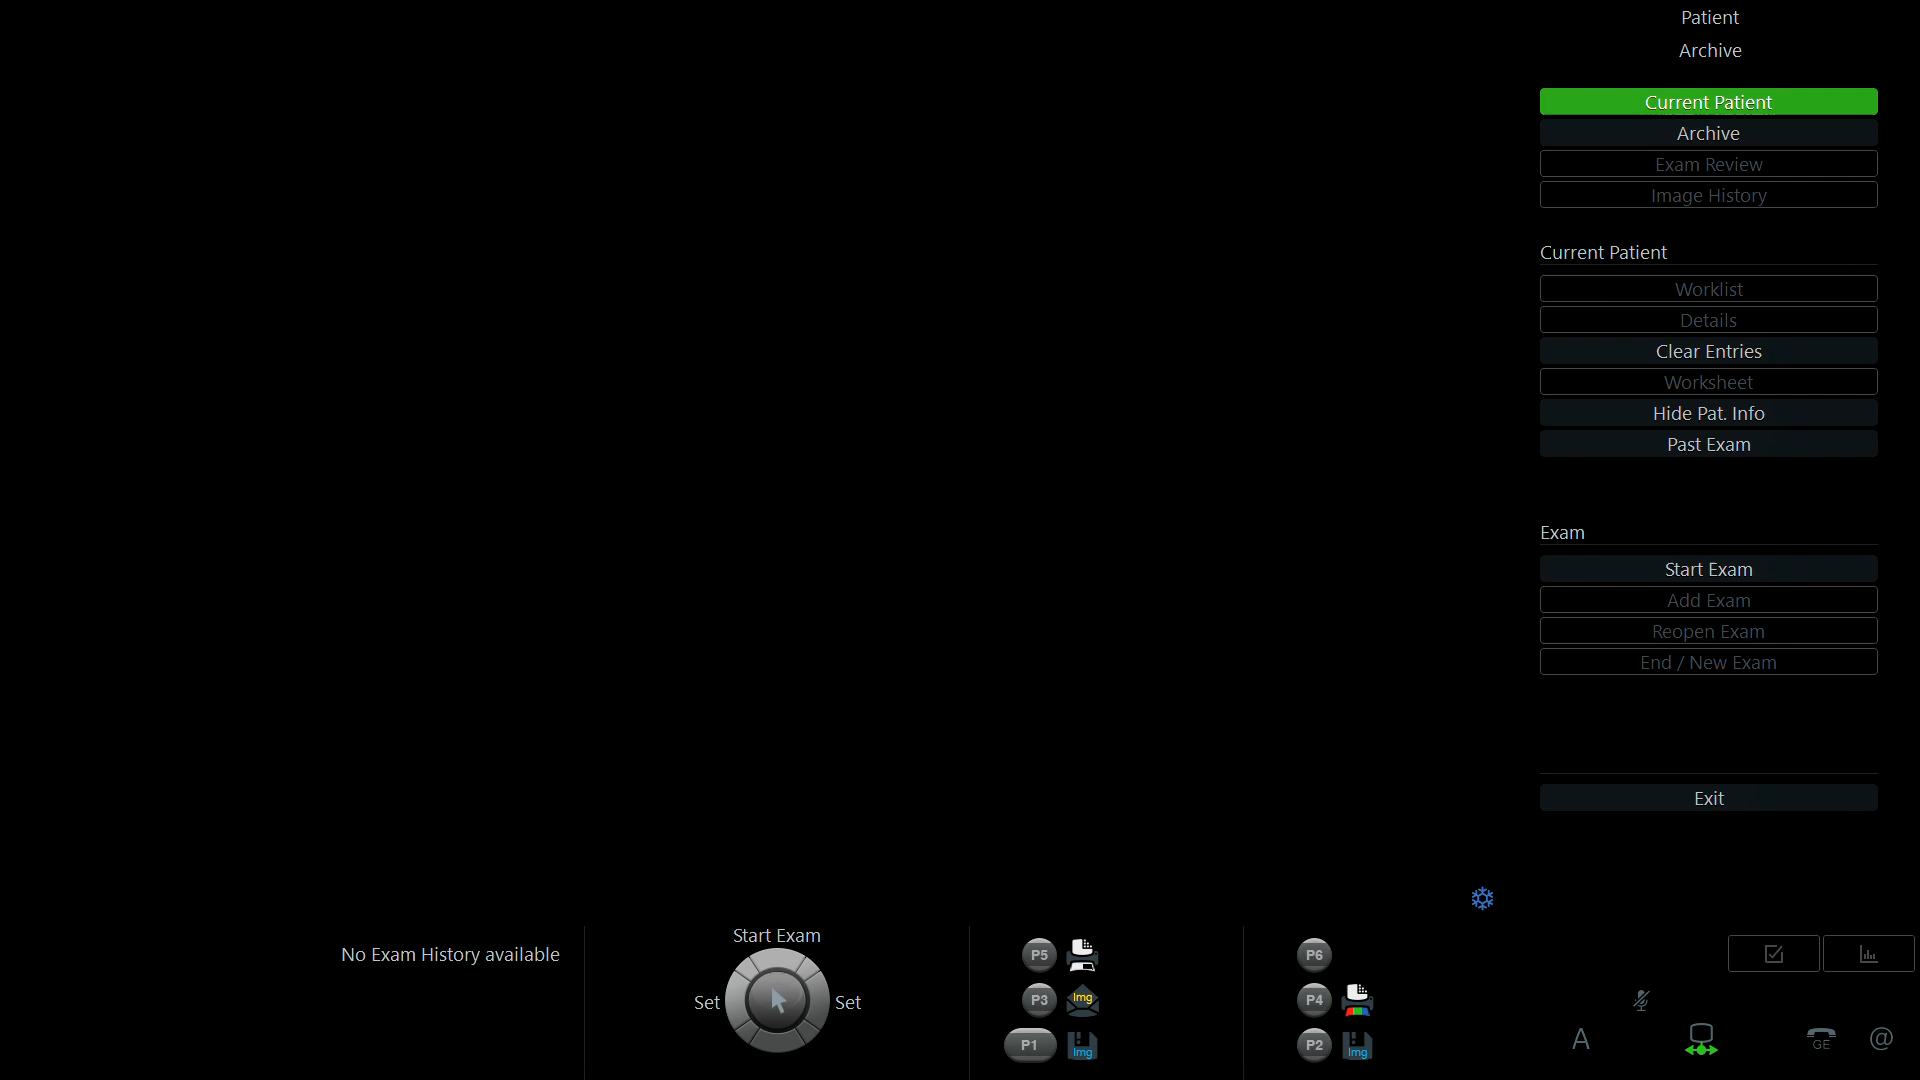 Patient
Archive
Current Patient
Archive
Exam Review
Image History
Current Patient
Worklist
Details
Clear Entries
Worksheet
Hide Pat. Info
Past Exam
Exam
Start Exam
Add Exam
Reopen Exam
End / New Exam
Exit
No Exam History available
Start Exam
Set
Set
P5
P3
Img
P1
Img
P6
P4
P2
Img
A
GE
@